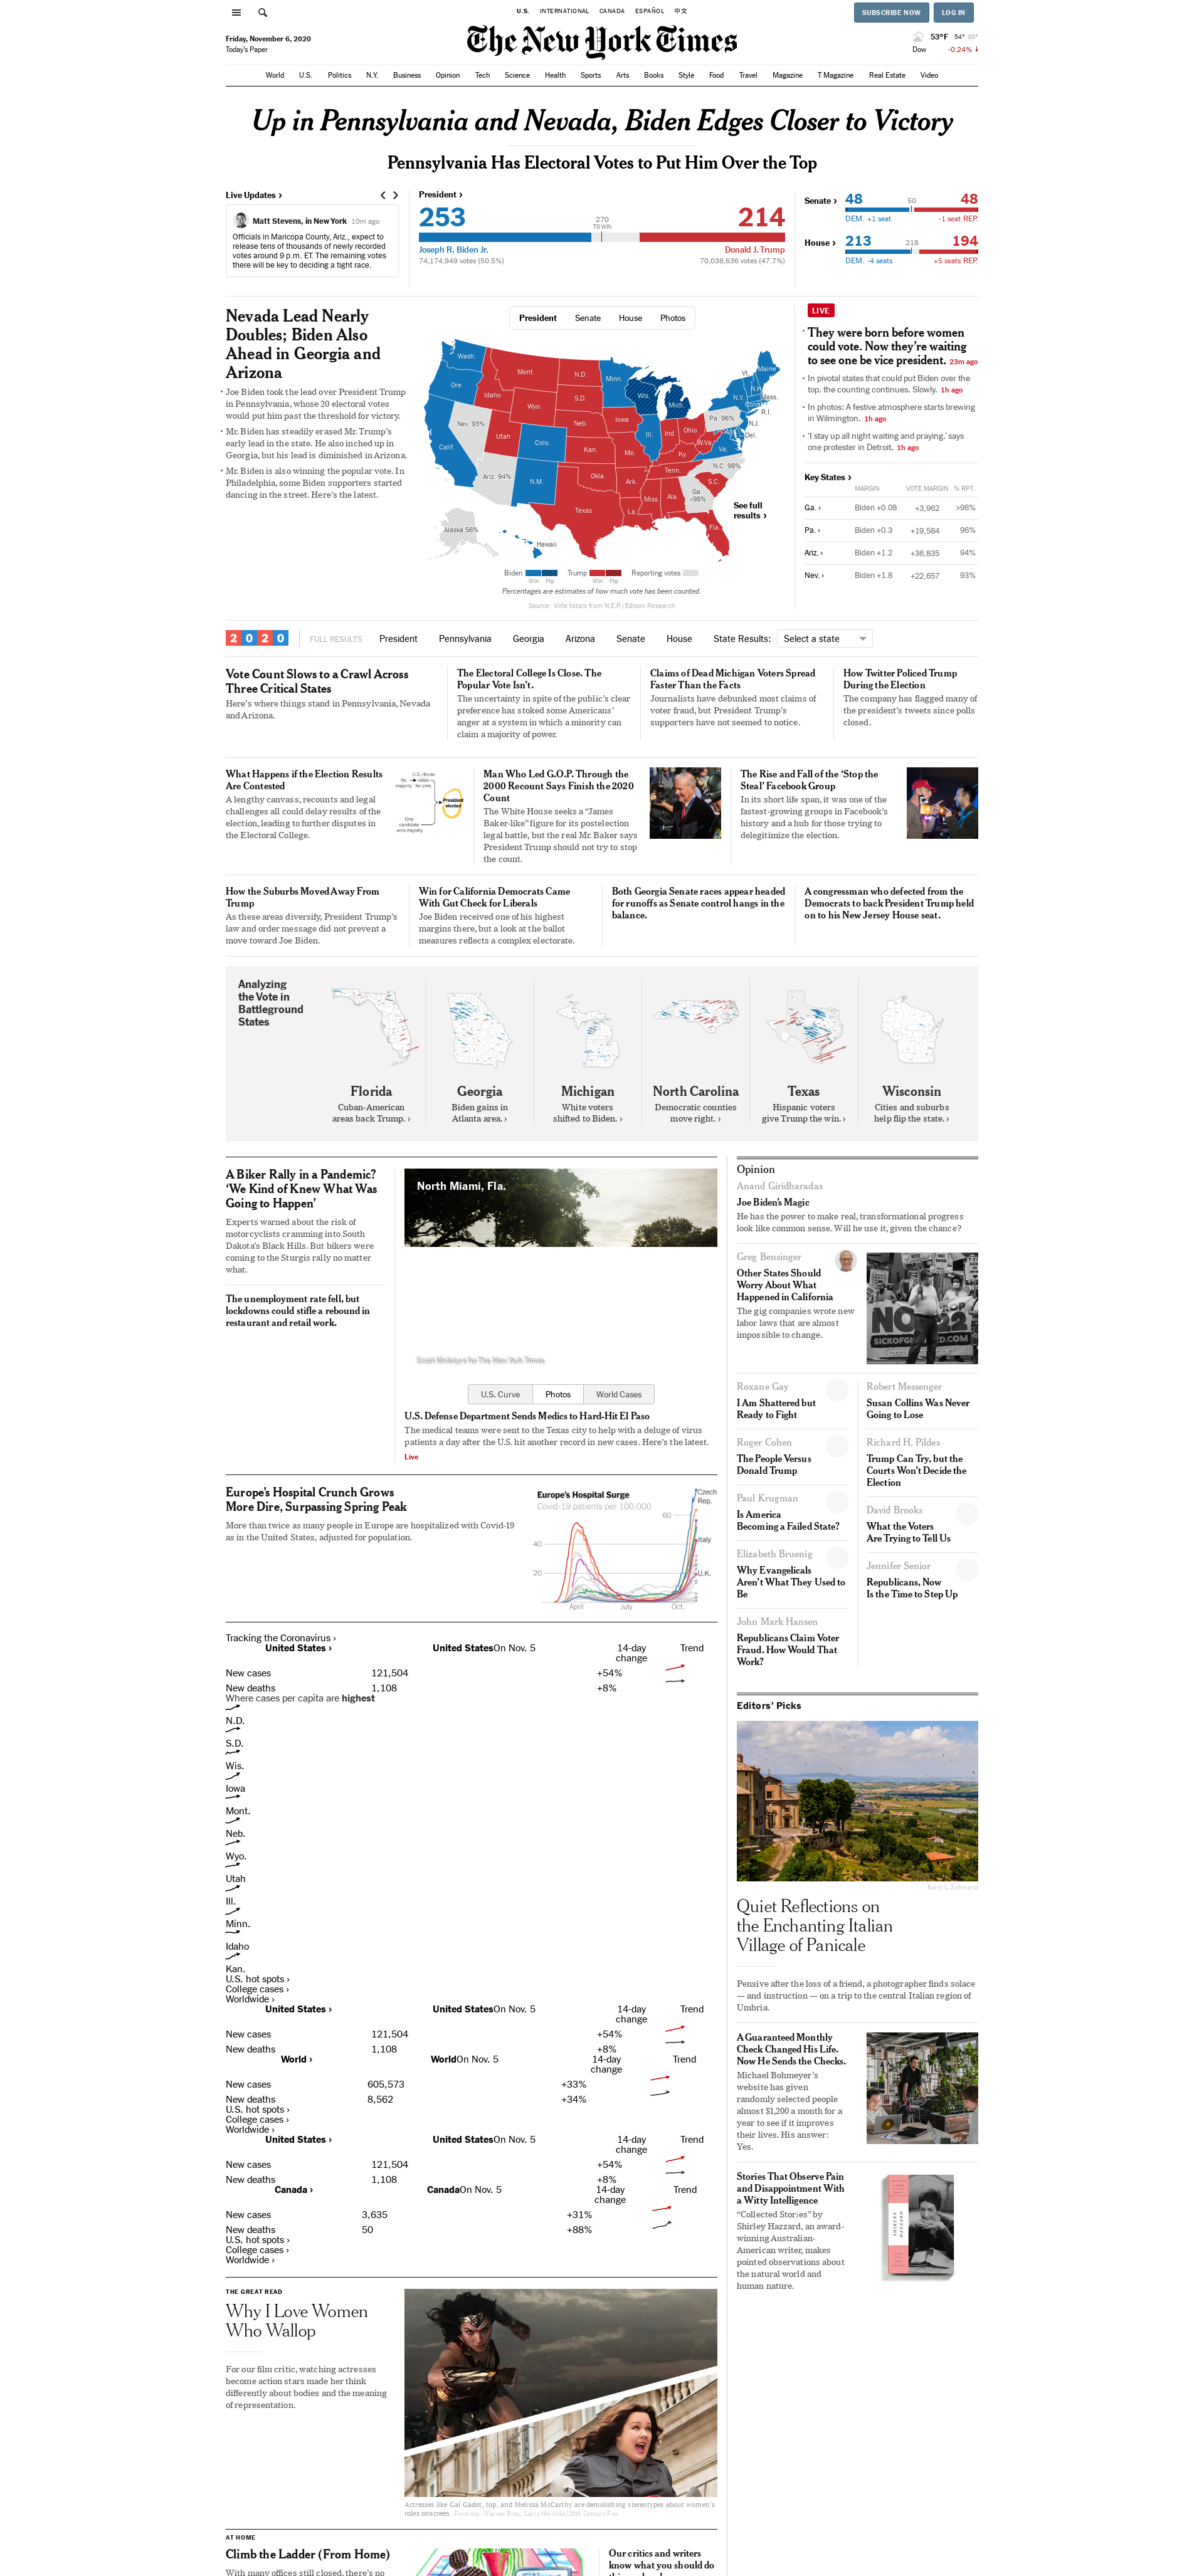 U.S.
INTERNATIONAL
CANADA
ESPAÑOL
中文
SUBSCRIBE NOW
LOG IN
Friday, November 6, 2020
Today's Paper
The New York Times
53°F 54° 30°
Dow -0.24% ↓
World
U.S.
Politics
N.Y.
Business
Opinion
Tech
Science
Health
Sports
Arts
Books
Style
Food
Travel
Magazine
T Magazine
Real Estate
Video
Up in Pennsylvania and Nevada, Biden Edges Closer to Victory
Pennsylvania Has Electoral Votes to Put Him Over the Top
Live Updates ›
Matt Stevens, in New York 10m ago
Officials in Maricopa County, Ariz., expect to
release tens of thousands of newly recorded
votes around 9 p.m. ET. The remaining votes
there will be key to deciding a tight race.
President ›
253
270
TO WIN
214
Joseph R. Biden Jr.
Donald J. Trump
74,174,949 votes (50.5%)
70,038,636 votes (47.7%)
Senate ›
48
50
48
DEM. +1 seat
-1 seat REP.
House ›
213
218
194
DEM. -4 seats
+5 seats REP.
Nevada Lead Nearly
Doubles; Biden Also
Ahead in Georgia and
Arizona
• Joe Biden took the lead over President Trump
in Pennsylvania, whose 20 electoral votes
would put him past the threshold for victory.
• Mr. Biden has steadily erased Mr. Trump's
early lead in the state. He also inched up in
Georgia, but his lead is diminished in Arizona.
• Mr. Biden is also winning the popular vote. In
Philadelphia, some Biden supporters started
dancing in the street. Here's the latest.
President
Senate
House
Photos
Wash.
Ore.
Calif.
Nev. 93%
Idaho
Mont.
Wyo.
Utah
Ariz. 94%
Colo.
N.M.
N.D.
S.D.
Neb.
Kan.
Okla.
Texas
Minn.
Iowa
Mo.
Ark.
La.
Wis.
Ill.
Mich.
Ind.
Ohio
Ky.
Tenn.
Miss.
Ala.
Ga.
>98%
Fla.
S.C.
N.C. 98%
Va.
W.Va.
Pa. 96%
N.Y.
Vt.
N.H.
Maine
Mass.
R.I.
N.J.
Del.
Alaska 56%
Hawaii
See full
results ›
Biden
Win
Flip
Trump
Win
Flip
Reporting votes
Percentages are estimates of how much vote has been counted.
Source: Vote totals from N.E.P./Edison Research
LIVE
• They were born before women
could vote. Now they're waiting
to see one be vice president. 23m ago
• In pivotal states that could put Biden over the
top, the counting continues. Slowly. 1h ago
• In photos: A festive atmosphere starts brewing
in Wilmington. 1h ago
• 'I stay up all night waiting and praying,' says
one protester in Detroit. 1h ago
Key States ›
MARGIN
VOTE MARGIN
% RPT.
Ga. › Biden +0.08 +3,962 >98%
Pa. › Biden +0.3 +19,584 96%
Ariz. › Biden +1.2 +36,835 94%
Nev. › Biden +1.8 +22,657 93%
2020
FULL RESULTS
President
Pennsylvania
Georgia
Arizona
Senate
House
State Results:
Select a state
Vote Count Slows to a Crawl Across
Three Critical States
Here's where things stand in Pennsylvania, Nevada
and Arizona.
The Electoral College Is Close. The
Popular Vote Isn't.
The uncertainty in spite of the public's clear
preference has stoked some Americans'
anger at a system in which a minority can
claim a majority of power.
Claims of Dead Michigan Voters Spread
Faster Than the Facts
Journalists have debunked most claims of
voter fraud, but President Trump's
supporters have not seemed to notice.
How Twitter Policed Trump
During the Election
The company has flagged many of
the president's tweets since polls
closed.
What Happens if the Election Results
Are Contested
A lengthy canvass, recounts and legal
challenges all could delay results of the
election, leading to further disputes in
the Electoral College.
U.S. House
No
majority
votes
for pres.
President
elected
One
candidate
wins majority
Man Who Led G.O.P. Through the
2000 Recount Says Finish the 2020
Count
The White House seeks a "James
Baker-like" figure for its postelection
legal battle, but the real Mr. Baker says
President Trump should not try to stop
the count.
The Rise and Fall of the 'Stop the
Steal' Facebook Group
In its short life span, it was one of the
fastest-growing groups in Facebook's
history and a hub for those trying to
delegitimize the election.
How the Suburbs Moved Away From
Trump
As these areas diversify, President Trump's
law and order message did not prevent a
move toward Joe Biden.
Win for California Democrats Came
With Gut Check for Liberals
Joe Biden received one of his highest
margins there, but a look at the ballot
measures reflects a complex electorate.
Both Georgia Senate races appear headed
for runoffs as Senate control hangs in the
balance.
A congressman who defected from the
Democrats to back President Trump held
on to his New Jersey House seat.
Analyzing
the Vote in
Battleground
States
Florida
Cuban-American
areas back Trump. ›
Georgia
Biden gains in
Atlanta area. ›
Michigan
White voters
shifted to Biden. ›
North Carolina
Democratic counties
move right. ›
Texas
Hispanic voters
give Trump the win. ›
Wisconsin
Cities and suburbs
help flip the state. ›
A Biker Rally in a Pandemic?
'We Kind of Knew What Was
Going to Happen'
Experts warned about the risk of
motorcyclists cramming into South
Dakota's Black Hills. But bikers were
coming to the Sturgis rally no matter
what.
The unemployment rate fell, but
lockdowns could stifle a rebound in
restaurant and retail work.
North Miami, Fla.
Scott McIntyre for The New York Times
U.S. Curve
Photos
World Cases
U.S. Defense Department Sends Medics to Hard-Hit El Paso
The medical teams were sent to the Texas city to help with a deluge of virus
patients a day after the U.S. hit another record in new cases. Here's the latest.
Live
Europe's Hospital Crunch Grows
More Dire, Surpassing Spring Peak
More than twice as many people in Europe are hospitalized with Covid-19
as in the United States, adjusted for population.
Europe's Hospital Surge
Covid-19 patients per 100,000
60
40
20
Czech
Rep.
Italy
U.K.
April
July
Oct.
Tracking the Coronavirus ›
United States ›
United States On Nov. 5
14-day
change
Trend
New cases 121,504 +54%
New deaths 1,108 +8%
Where cases per capita are highest
N.D.
S.D.
Wis.
Iowa
Mont.
Neb.
Wyo.
Utah
Ill.
Minn.
Idaho
Kan.
U.S. hot spots ›
College cases ›
Worldwide ›
United States ›
United States On Nov. 5
14-day
change
Trend
New cases 121,504 +54%
New deaths 1,108 +8%
World ›
World On Nov. 5
14-day
change
Trend
New cases 605,573 +33%
New deaths 8,562 +34%
U.S. hot spots ›
College cases ›
Worldwide ›
United States ›
United States On Nov. 5
14-day
change
Trend
New cases 121,504 +54%
New deaths 1,108 +8%
Canada ›
Canada On Nov. 5
14-day
change
Trend
New cases 3,635 +31%
New deaths 50 +88%
U.S. hot spots ›
College cases ›
Worldwide ›
THE GREAT READ
Why I Love Women
Who Wallop
For our film critic, watching actresses
become action stars made her think
differently about bodies and the meaning
of representation.
Actresses like Gal Gadot, top, and Melissa McCarthy are demolishing stereotypes about women's
roles onscreen. From top: Warner Bros.; Larry Horricks/20th Century Fox
AT HOME
Climb the Ladder (From Home)
With many offices still closed, there's no
Our critics and writers
know what you should do
Opinion
Anand Giridharadas
Joe Biden's Magic
He has the power to make real, transformational progress
look like common sense. Will he use it, given the chance?
Greg Bensinger
Other States Should
Worry About What
Happened in California
The gig companies wrote new
labor laws that are almost
impossible to change.
NO 22
SICKOFGIG
ED.COM
Roxane Gay
I Am Shattered but
Ready to Fight
Roger Cohen
The People Versus
Donald Trump
Paul Krugman
Is America
Becoming a Failed State?
Elizabeth Bruenig
Why Evangelicals
Aren't What They Used to
Be
John Mark Hansen
Republicans Claim Voter
Fraud. How Would That
Work?
Robert Messenger
Susan Collins Was Never
Going to Lose
Richard H. Pildes
Trump Can Try, but the
Courts Won't Decide the
Election
David Brooks
What the Voters
Are Trying to Tell Us
Jennifer Senior
Republicans, Now
Is the Time to Step Up
Editors' Picks
Barry L. Schwartz
Quiet Reflections on
the Enchanting Italian
Village of Panicale
Pensive after the loss of a friend, a photographer finds solace
— and instruction — on a trip to the central Italian region of
Umbria.
A Guaranteed Monthly
Check Changed His Life.
Now He Sends the Checks.
Michael Bohmeyer's
website has given
randomly selected people
almost $1,200 a month for a
year to see if it improves
their lives. His answer:
Yes.
Stories That Observe Pain
and Disappointment With
a Witty Intelligence
"Collected Stories" by
Shirley Hazzard, an award-
winning Australian-
American writer, makes
pointed observations about
the natural world and
human nature.
SHIRLEY
HAZZARD